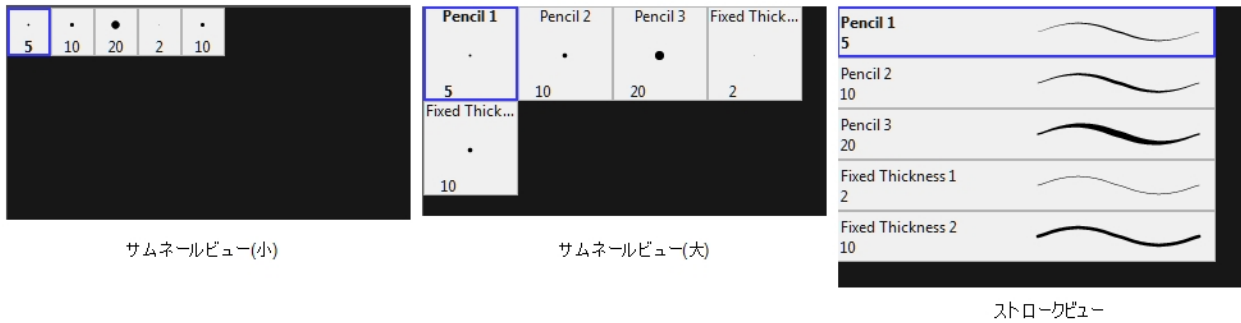 5 10 20 2 10
サムネールビュー(小)
Pencil 1 Pencil 2 Pencil 3 Fixed Thick...
5 10 20 2
Fixed Thick...
10
サムネールビュー(大)
Pencil 1
5
Pencil 2
10
Pencil 3
20
Fixed Thickness 1
2
Fixed Thickness 2
10
ストロークビュー